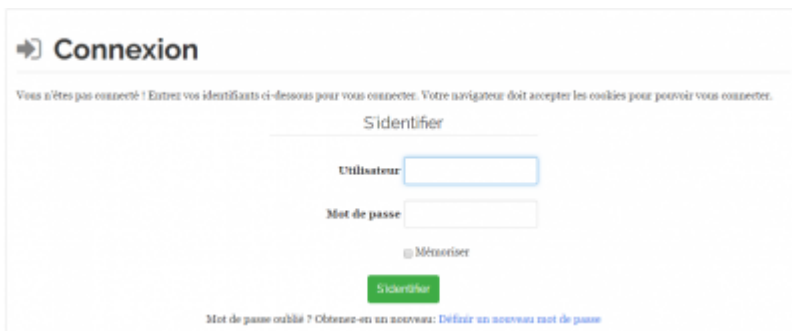 Connexion
Vous n'êtes pas connecté ! Entrez vos identifiants ci-dessous pour vous connecter. Votre navigateur doit accepter les cookies pour pouvoir vous connecter.
S'identifier
Utilisateur
Mot de passe
Mémoriser
S'identifier
Mot de passe oublié ? Obtenez-en un nouveau: Définir un nouveau mot de passe